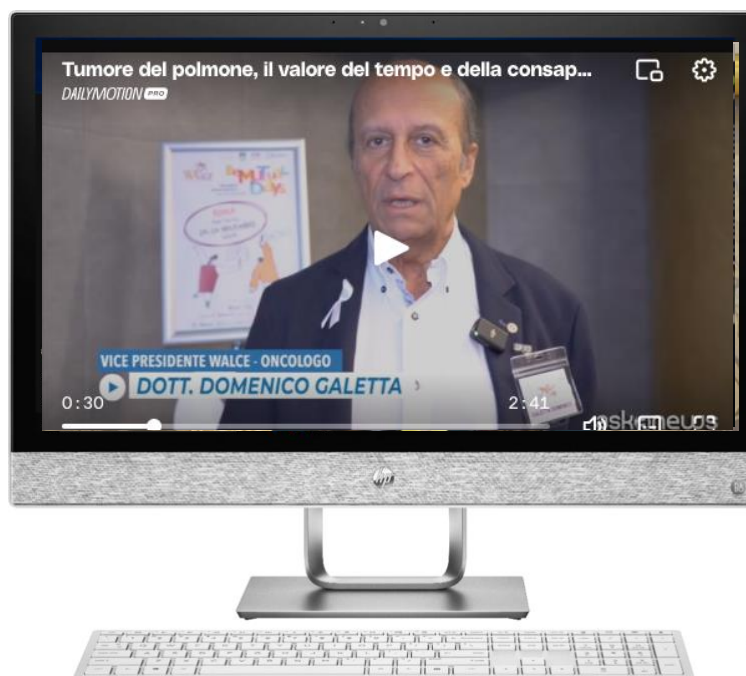 Tumore del polmone, il valore del tempo e della consap...
DAILYMOTION PRO
VICE PRESIDENTE WALCE - ONCOLOGO
DOTT. DOMENICO GALETTA
0:30
2:41
askanews
hp